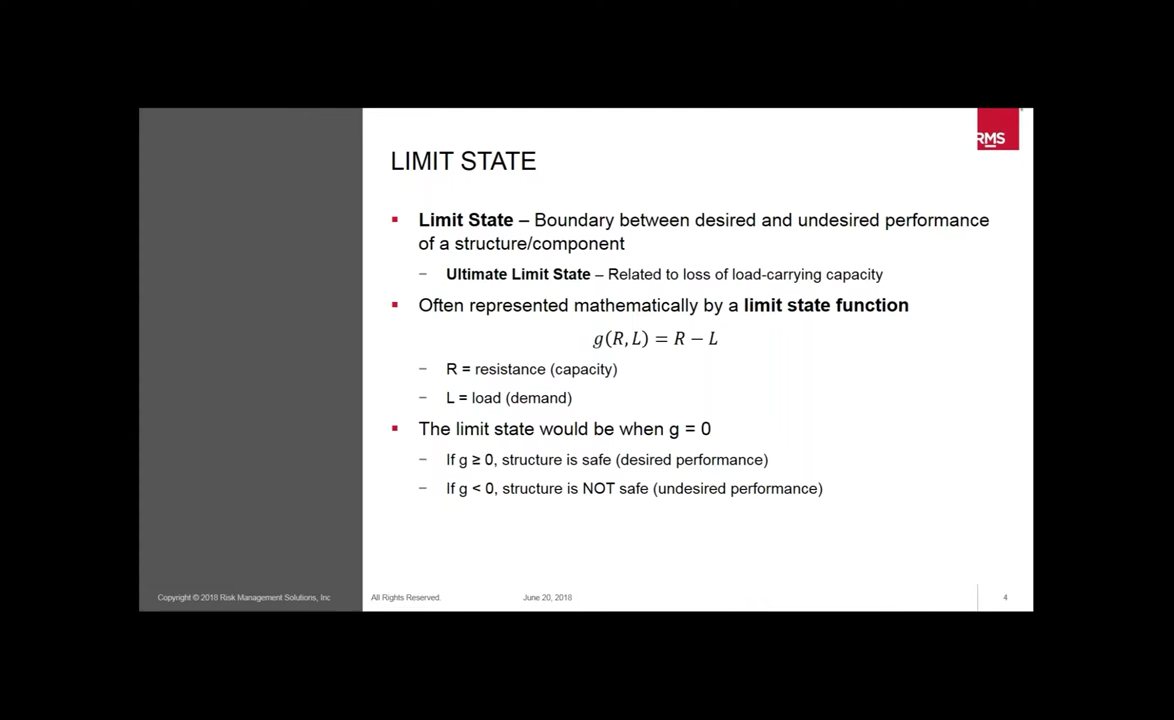 RMS
LIMIT STATE
▪ Limit State – Boundary between desired and undesired performance
of a structure/component
− Ultimate Limit State – Related to loss of load-carrying capacity
▪ Often represented mathematically by a limit state function
g(R, L) = R − L
− R = resistance (capacity)
− L = load (demand)
▪ The limit state would be when g = 0
− If g ≥ 0, structure is safe (desired performance)
− If g < 0, structure is NOT safe (undesired performance)
Copyright © 2018 Risk Management Solutions, Inc All Rights Reserved. June 20, 2018 4